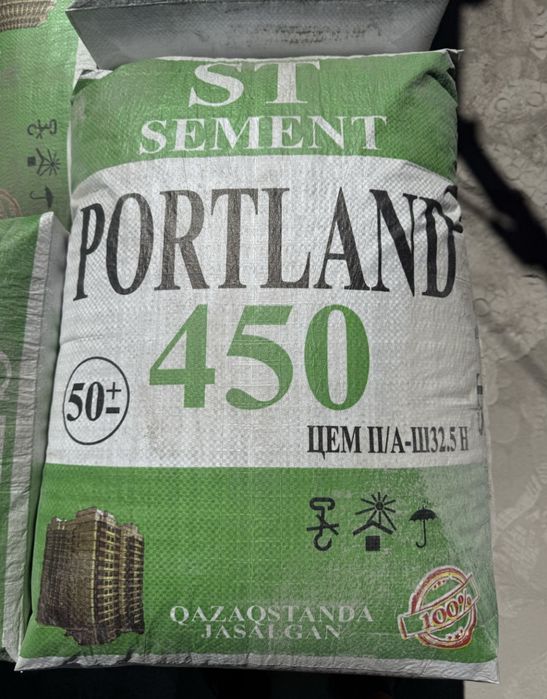 ST
SEMENT
PORTLAND
450
50±
ЦЕМ II/А-Ш32.5 Н
QAZAQSTANDA
JASALGAN
100%